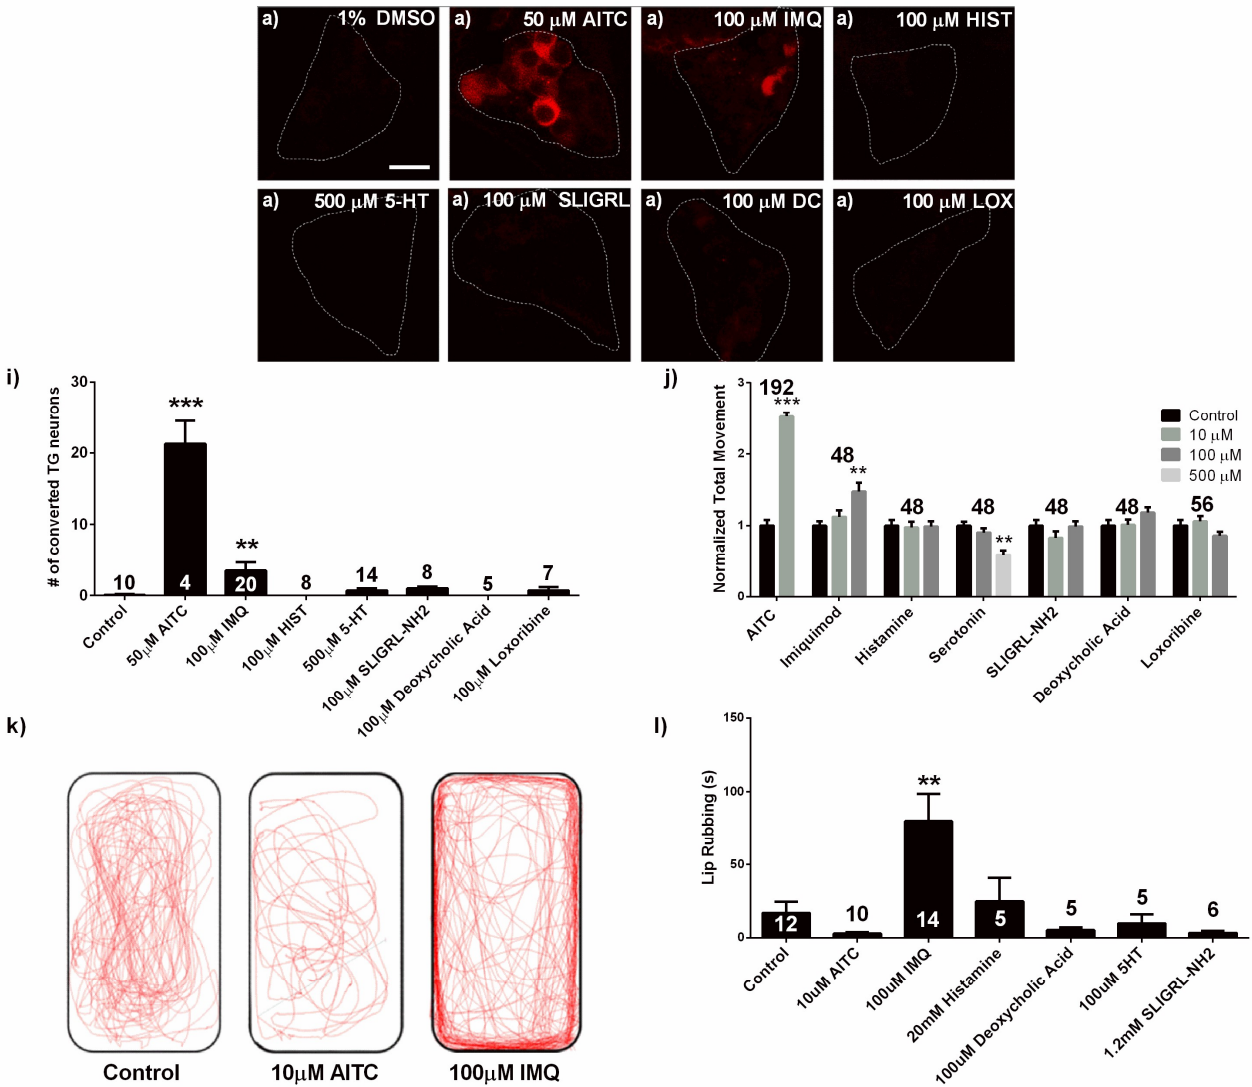 a) 1% DMSO
a) 50 μM AITC
a) 100 μM IMQ
a) 100 μM HIST
a) 500 μM 5-HT
a) 100 μM SLIGRL
a) 100 μM DC
a) 100 μM LOX
i)
# of converted TG neurons
30
20
10
0
10
***
4
**
20
8
14
8
5
7
Control
50μM AITC
100μM IMQ
100μM HIST
500μM 5-HT
100μM SLIGRL-NH2
100μM Deoxycholic Acid
100μM Loxoribine
j)
Normalized Total Movement
3
2
1
0
192
***
48
**
48
48
**
48
48
56
Control
10 μM
100 μM
500 μM
AITC
Imiquimod
Histamine
Serotonin
SLIGRL-NH2
Deoxycholic Acid
Loxoribine
k)
Control
10μM AITC
100μM IMQ
l)
Lip Rubbing (s)
150
100
50
0
12
10
**
14
5
5
5
6
Control
10uM AITC
100uM IMQ
20mM Histamine
100uM Deoxycholic Acid
100uM 5HT
1.2mM SLIGRL-NH2